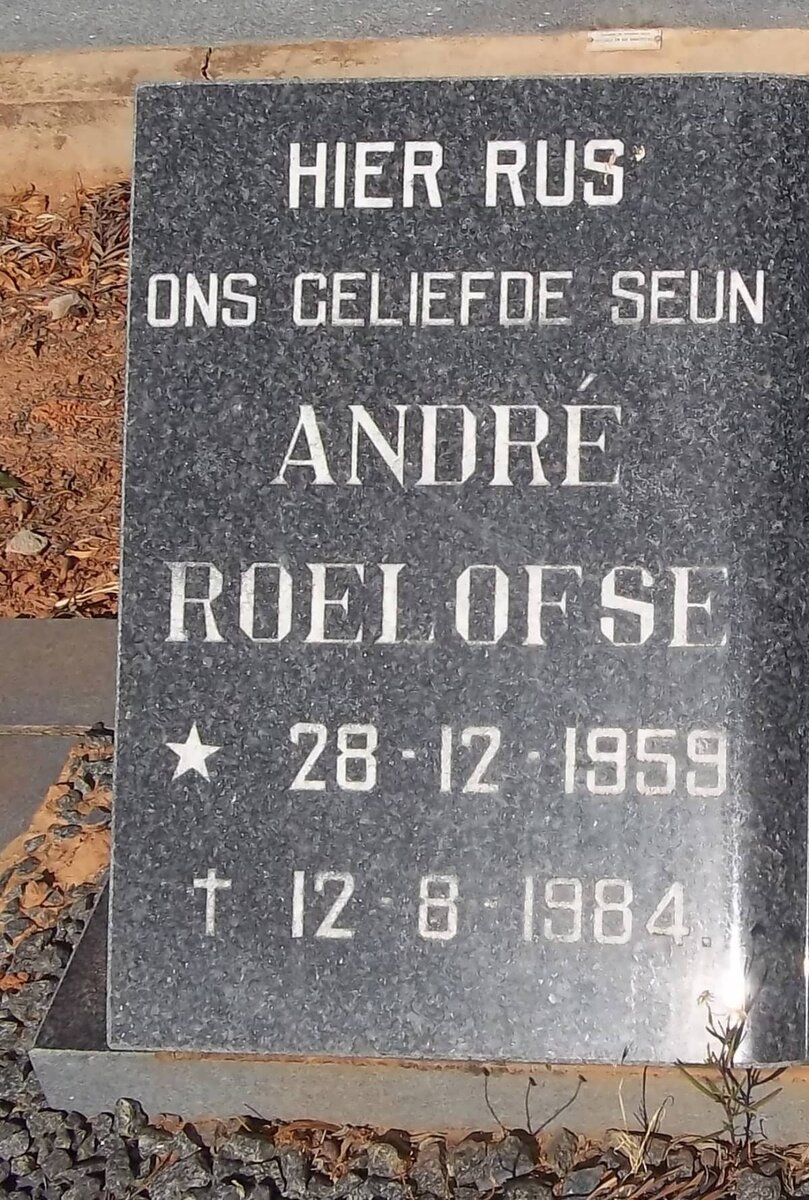 HIER RUS
ONS GELIEFDE SEUN
ANDRÉ
ROELOFSE
★ 28-12-1959
† 12-8-1984.